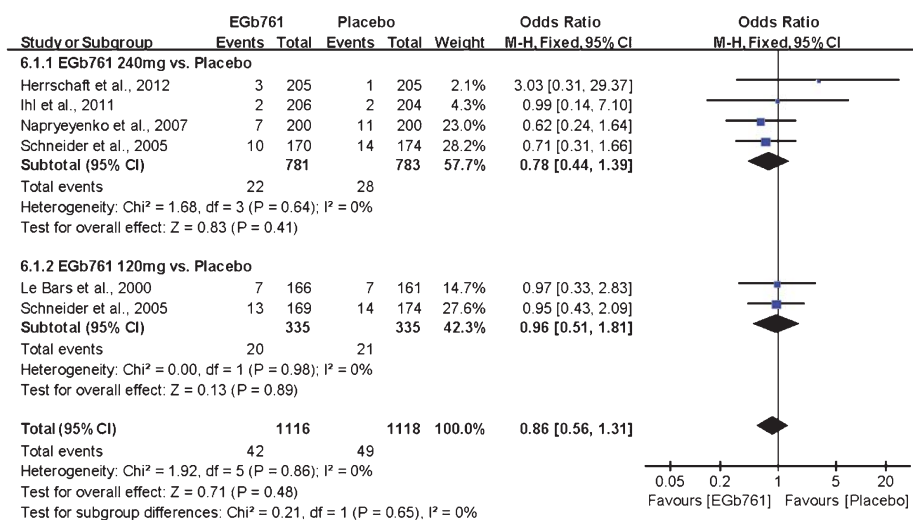 EGb761 Placebo Odds Ratio Odds Ratio
Study or Subgroup Events Total Events Total Weight M-H, Fixed, 95% CI M-H, Fixed, 95% CI
6.1.1 EGb761 240mg vs. Placebo
Herrschaft et al., 2012 3 205 1 205 2.1% 3.03 [0.31, 29.37]
Ihl et al., 2011 2 206 2 204 4.3% 0.99 [0.14, 7.10]
Napryeyenko et al., 2007 7 200 11 200 23.0% 0.62 [0.24, 1.64]
Schneider et al., 2005 10 170 14 174 28.2% 0.71 [0.31, 1.66]
Subtotal (95% CI) 781 783 57.7% 0.78 [0.44, 1.39]
Total events 22 28
Heterogeneity: Chi² = 1.68, df = 3 (P = 0.64); I² = 0%
Test for overall effect: Z = 0.83 (P = 0.41)
6.1.2 EGb761 120mg vs. Placebo
Le Bars et al., 2000 7 166 7 161 14.7% 0.97 [0.33, 2.83]
Schneider et al., 2005 13 169 14 174 27.6% 0.95 [0.43, 2.09]
Subtotal (95% CI) 335 335 42.3% 0.96 [0.51, 1.81]
Total events 20 21
Heterogeneity: Chi² = 0.00, df = 1 (P = 0.98); I² = 0%
Test for overall effect: Z = 0.13 (P = 0.89)
Total (95% CI) 1116 1118 100.0% 0.86 [0.56, 1.31]
Total events 42 49
Heterogeneity: Chi² = 1.92, df = 5 (P = 0.86); I² = 0%
Test for overall effect: Z = 0.71 (P = 0.48)
Test for subgroup differences: Chi² = 0.21, df = 1 (P = 0.65), I² = 0%
0.05 0.2 1 5 20
Favours [EGb761] Favours [Placebo]